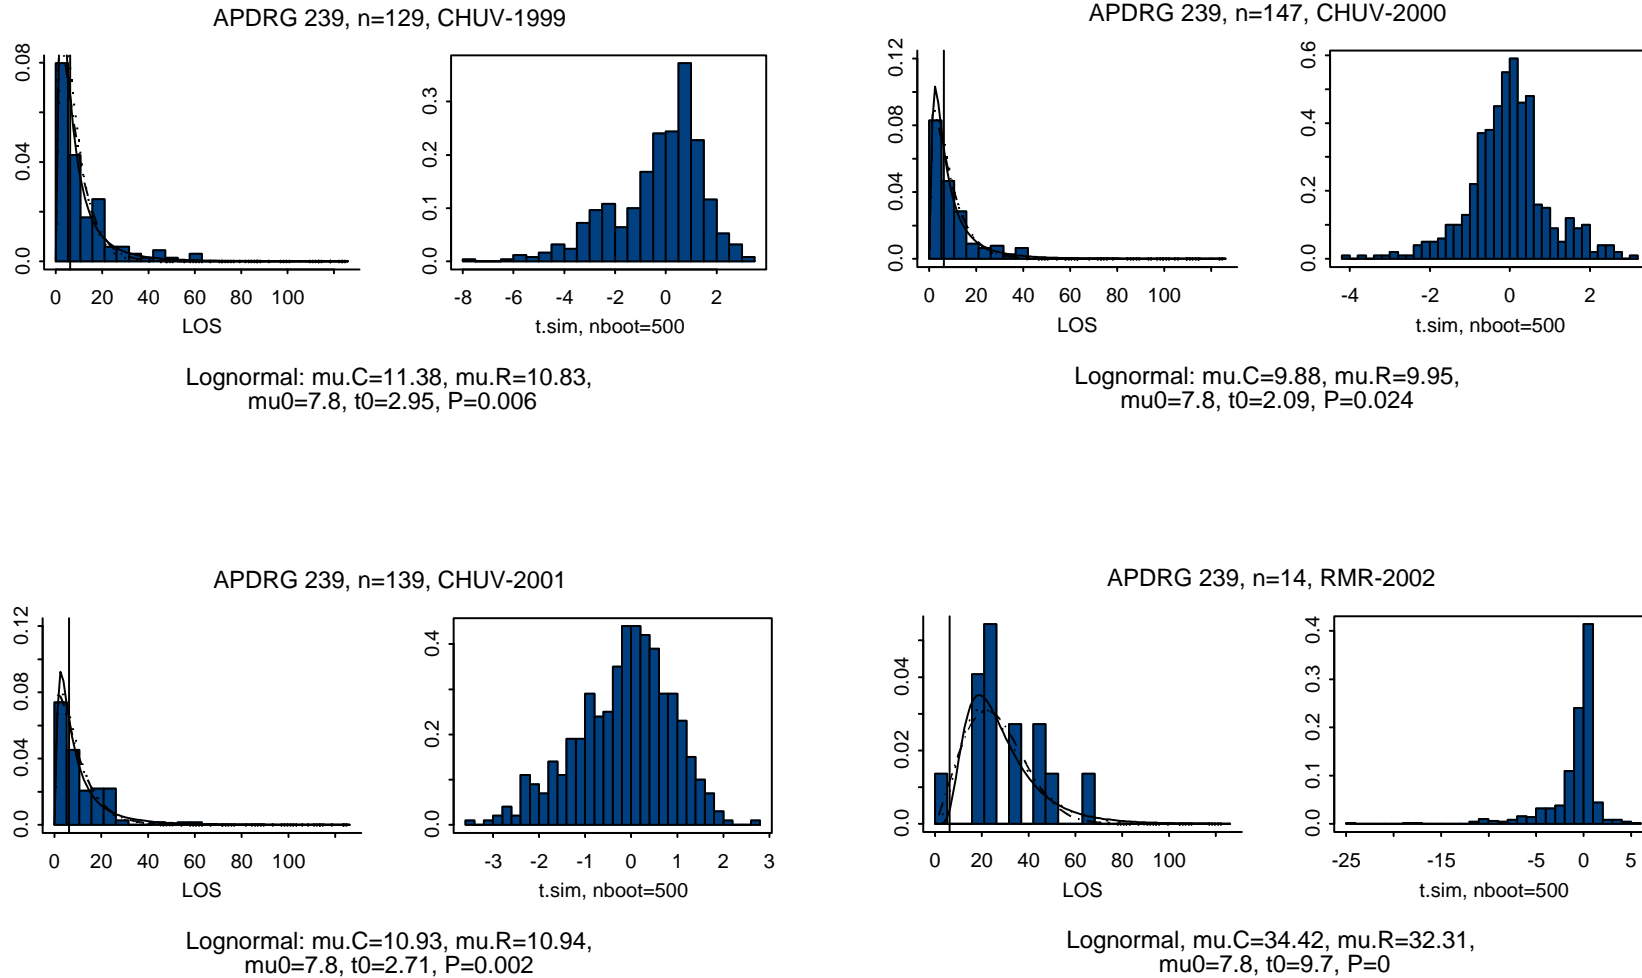 APDRG 239, n=129, CHUV-1999
0.0 0.04 0.08
0 20 40 60 80 100
LOS
0.0 0.1 0.2 0.3
-8 -6 -4 -2 0 2
t.sim, nboot=500
Lognormal: mu.C=11.38, mu.R=10.83,
mu0=7.8, t0=2.95, P=0.006
APDRG 239, n=147, CHUV-2000
0.0 0.04 0.08 0.12
0 20 40 60 80 100
LOS
0.0 0.2 0.4 0.6
-4 -2 0 2
t.sim, nboot=500
Lognormal: mu.C=9.88, mu.R=9.95,
mu0=7.8, t0=2.09, P=0.024
APDRG 239, n=139, CHUV-2001
0.0 0.04 0.08 0.12
0 20 40 60 80 100
LOS
0.0 0.2 0.4
-3 -2 -1 0 1 2 3
t.sim, nboot=500
Lognormal: mu.C=10.93, mu.R=10.94,
mu0=7.8, t0=2.71, P=0.002
APDRG 239, n=14, RMR-2002
0.0 0.02 0.04
0 20 40 60 80 100
LOS
0.0 0.1 0.2 0.3 0.4
-25 -15 -5 0 5
t.sim, nboot=500
Lognormal, mu.C=34.42, mu.R=32.31,
mu0=7.8, t0=9.7, P=0